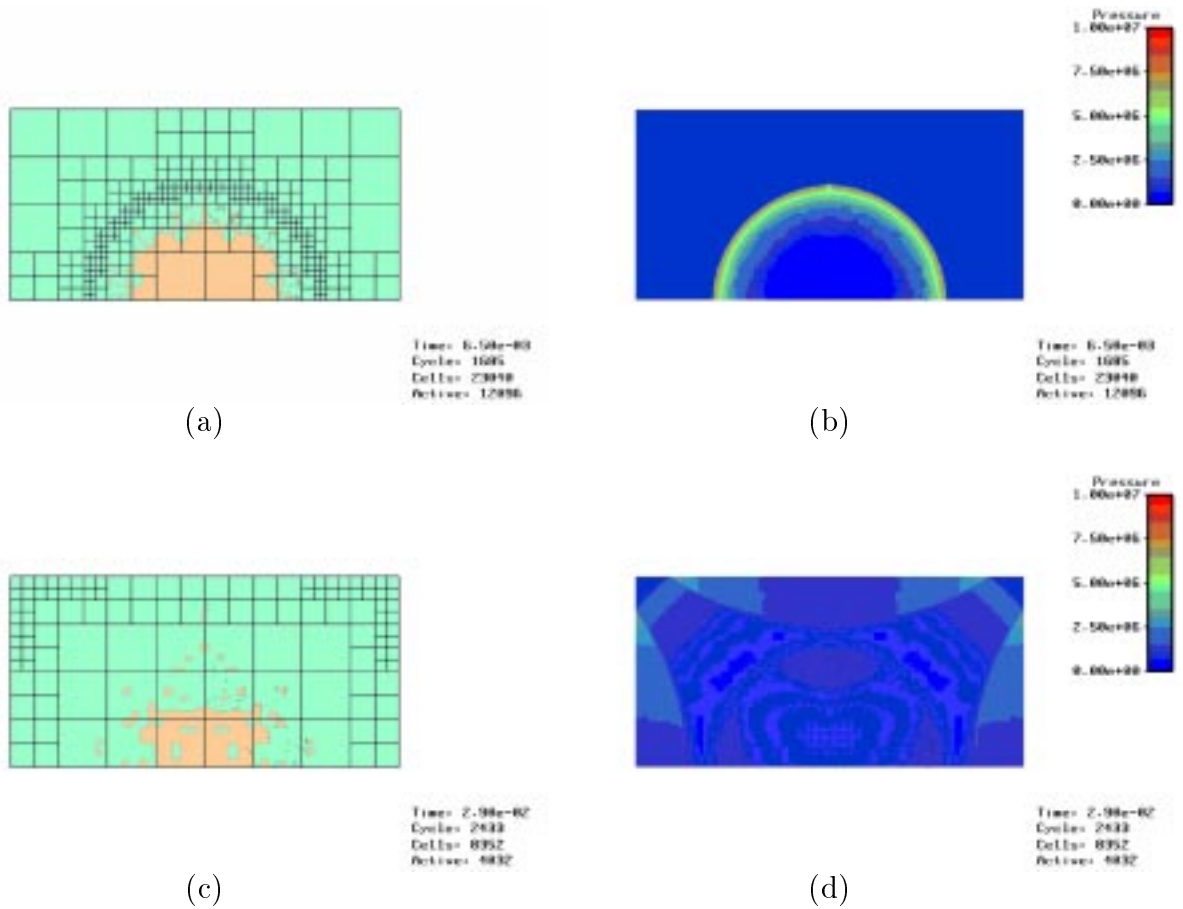 Pressure
1.00e+07
7.50e+06
5.00e+06
2.50e+06
0.00e+00
Time= 6.50e-03
Cycle= 1605
Cells= 23040
Active= 12096
(a)
Time= 6.50e-03
Cycle= 1605
Cells= 23040
Active= 12096
(b)
Pressure
1.00e+07
7.50e+06
5.00e+06
2.50e+06
0.00e+00
Time= 2.90e-02
Cycle= 2433
Cells= 8352
Active= 4032
(c)
Time= 2.90e-02
Cycle= 2433
Cells= 8352
Active= 4032
(d)